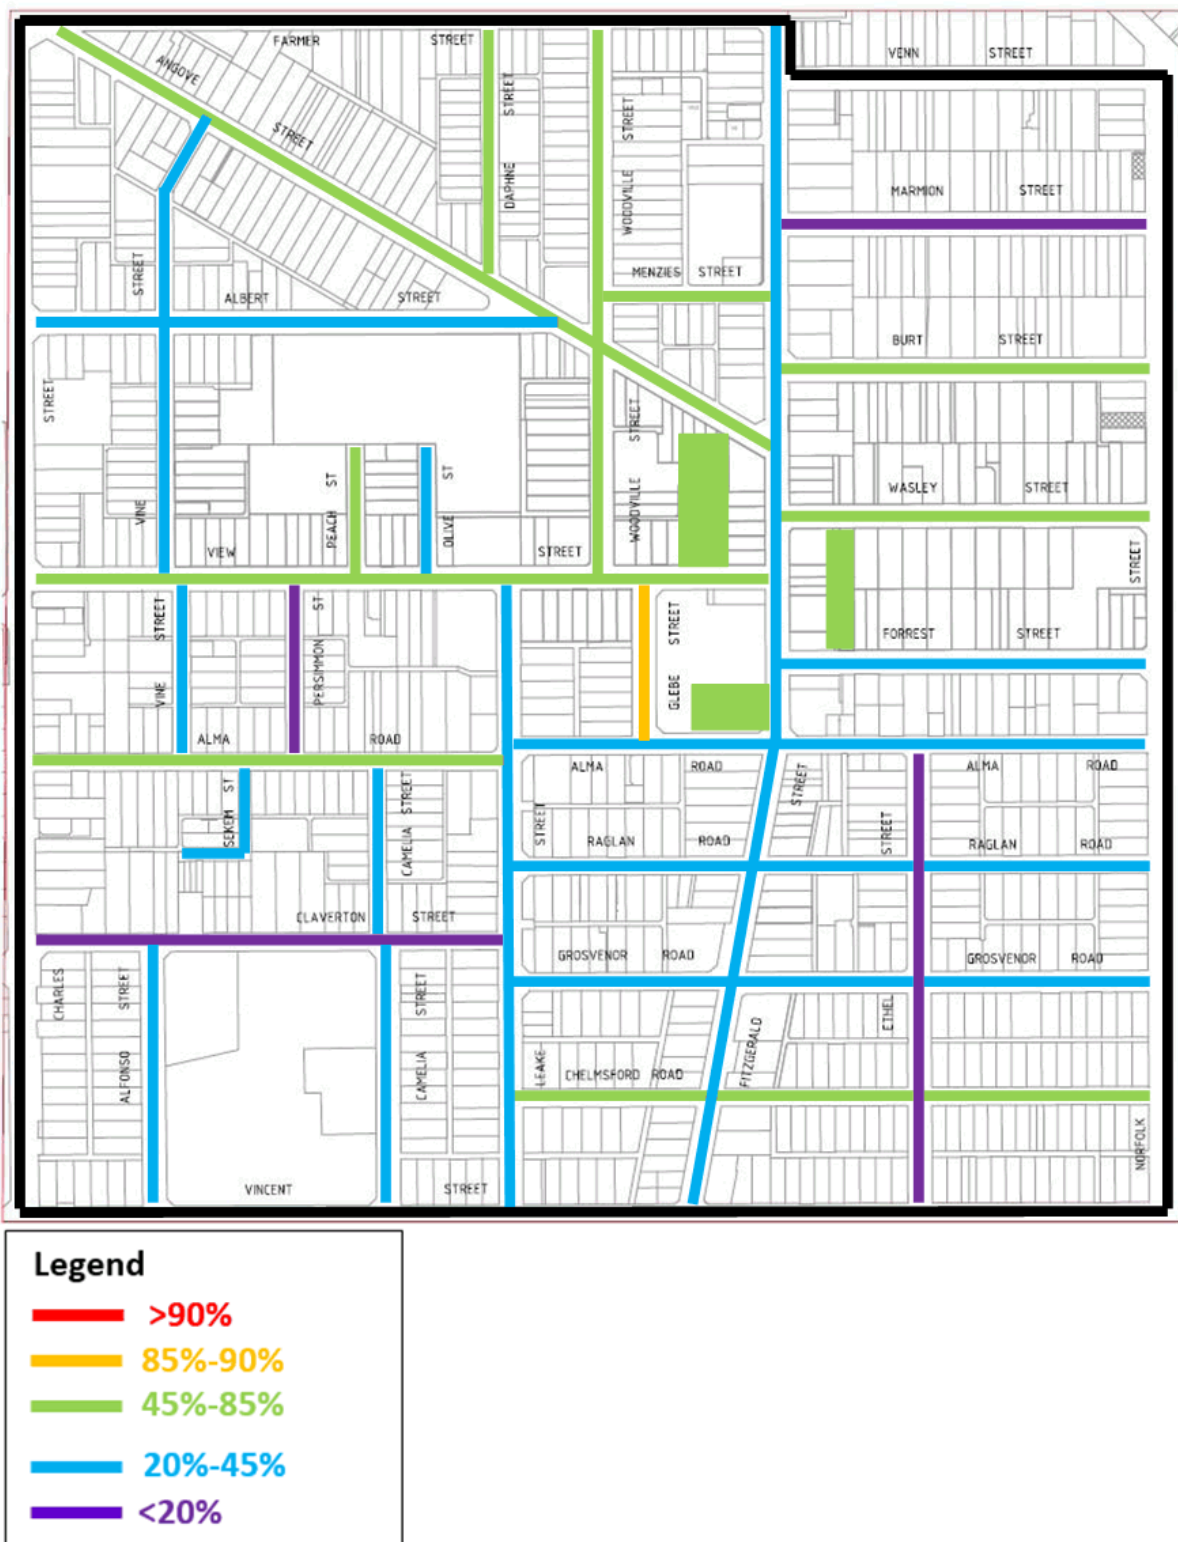 FARMER STREET
VENN STREET
ANGOVE
STREET
STREET
DAPHNE
STREET
WOODVILLE
MARMION STREET
MENZIES STREET
STREET
ALBERT STREET
BURT STREET
STREET
STREET
WOODVILLE
VINE
PEACH ST
OLIVE ST
WASLEY STREET
VIEW STREET
STREET
VINE STREET
PERSIMMON ST
GLEBE STREET
FORREST STREET
ALMA ROAD
ALMA ROAD
ALMA ROAD
SEKEM ST
CAMELIA STREET
STREET
STREET
STREET
RAGLAN ROAD
RAGLAN ROAD
CLAVERTON STREET
GROSVENOR ROAD
GROSVENOR ROAD
CHARLES
ALFONSO STREET
CAMELIA STREET
LEAKE
FITZGERALD
ETHEL
CHELMSFORD ROAD
NORFOLK
VINCENT STREET
Legend
>90%
85%-90%
45%-85%
20%-45%
<20%